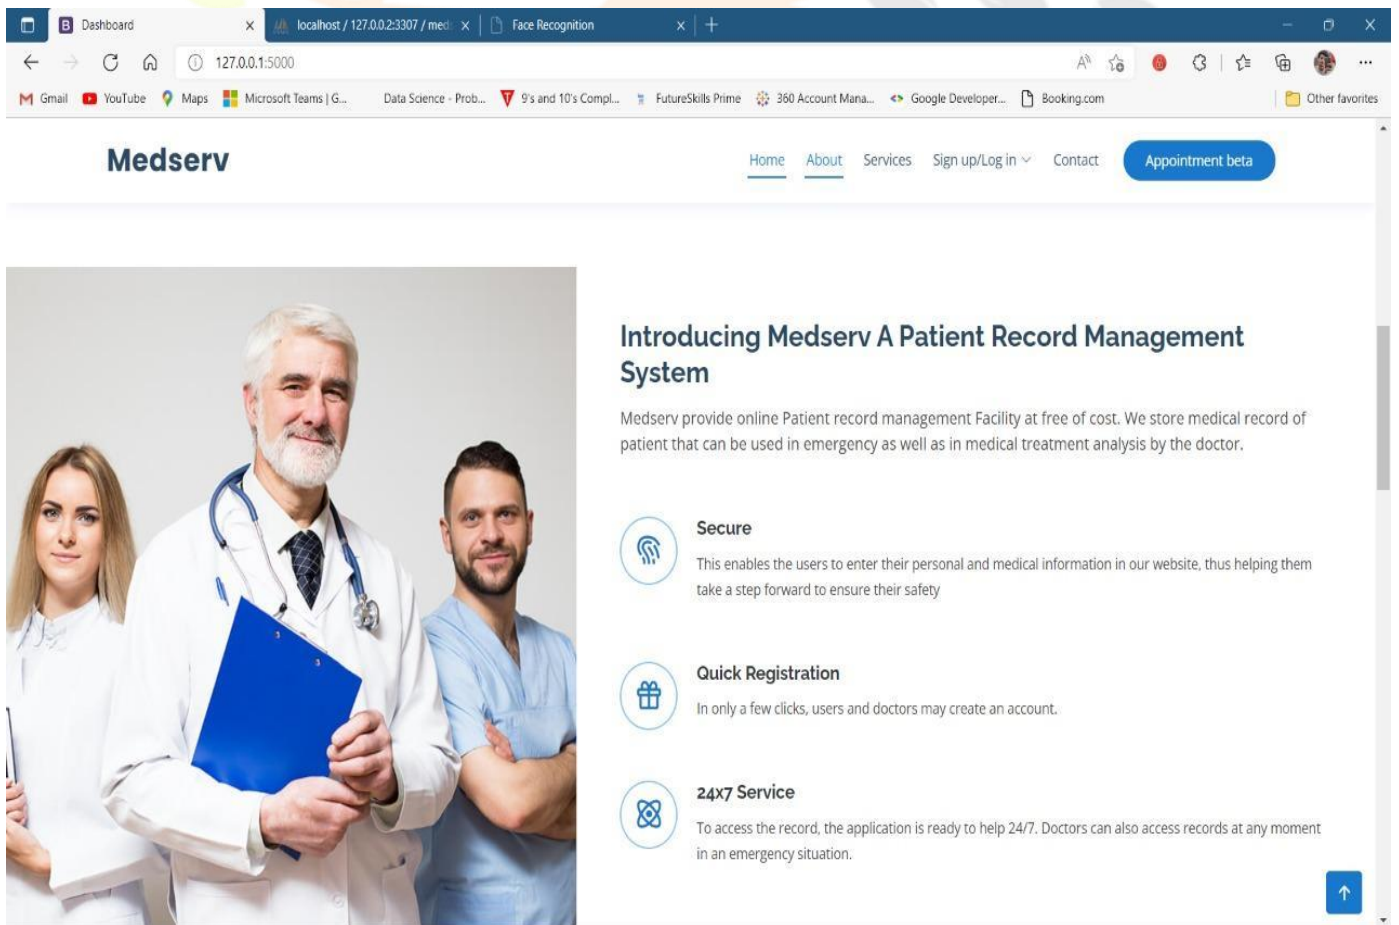 Dashboard
localhost / 127.0.0.2:3307 / med
Face Recognition
127.0.0.1:5000
Gmail YouTube Maps Microsoft Teams | G... Data Science - Prob... 9's and 10's Compl... FutureSkills Prime 360 Account Mana... Google Developer... Booking.com Other favorites
Medserv
Home About Services Sign up/Log in Contact Appointment beta
Introducing Medserv A Patient Record Management
System
Medserv provide online Patient record management Facility at free of cost. We store medical record of
patient that can be used in emergency as well as in medical treatment analysis by the doctor.
Secure
This enables the users to enter their personal and medical information in our website, thus helping them
take a step forward to ensure their safety
Quick Registration
In only a few clicks, users and doctors may create an account.
24x7 Service
To access the record, the application is ready to help 24/7. Doctors can also access records at any moment
in an emergency situation.